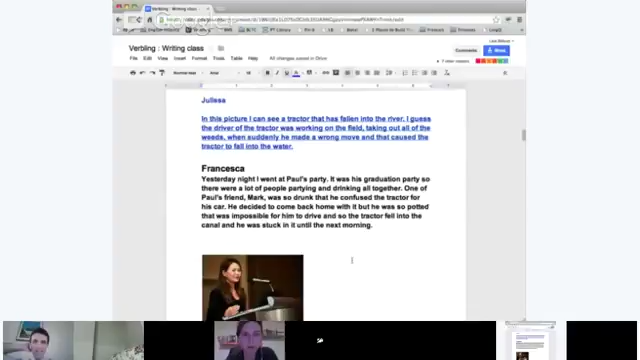 Verbling : Writing class
Verbling : Writing class
File Edit View Insert Format Tools Table Help All changes saved in Drive
Comments
Julissa
In this picture I can see a tractor that has fallen into the river. I guess
the driver of the tractor was working on the field, taking out all of the
weeds, when suddenly he made a wrong move and that caused the
tractor to fall into the water.
Francesca
Yesterday night I went at Paul's party. It was his graduation party so
there were a lot of people partying and drinking all together. One of
Paul's friend, Mark, was so drunk that he confused the tractor for
his car. He decided to come back home with it but he was so potted
that was impossible for him to drive and so the tractor fell into the
canal and he was stuck in it until the next morning.